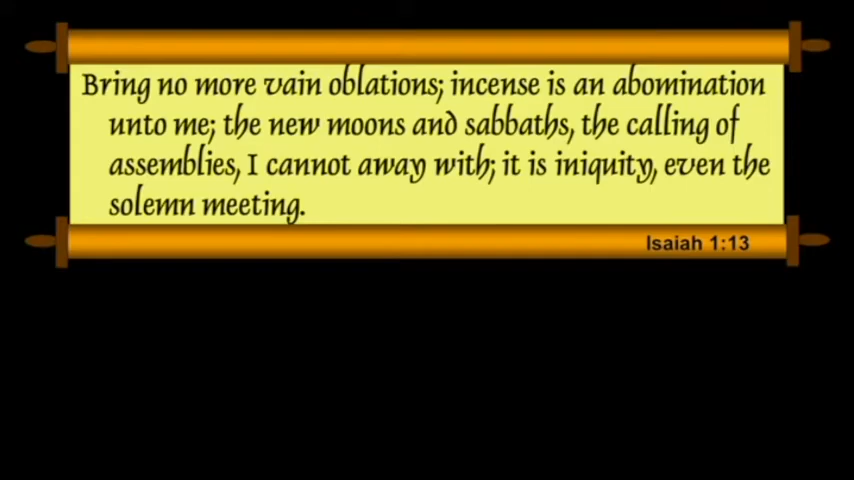 Bring no more vain oblations; incense is an abomination
unto me; the new moons and sabbaths, the calling of
assemblies, I cannot away with; it is iniquity, even the
solemn meeting.
Isaiah 1:13